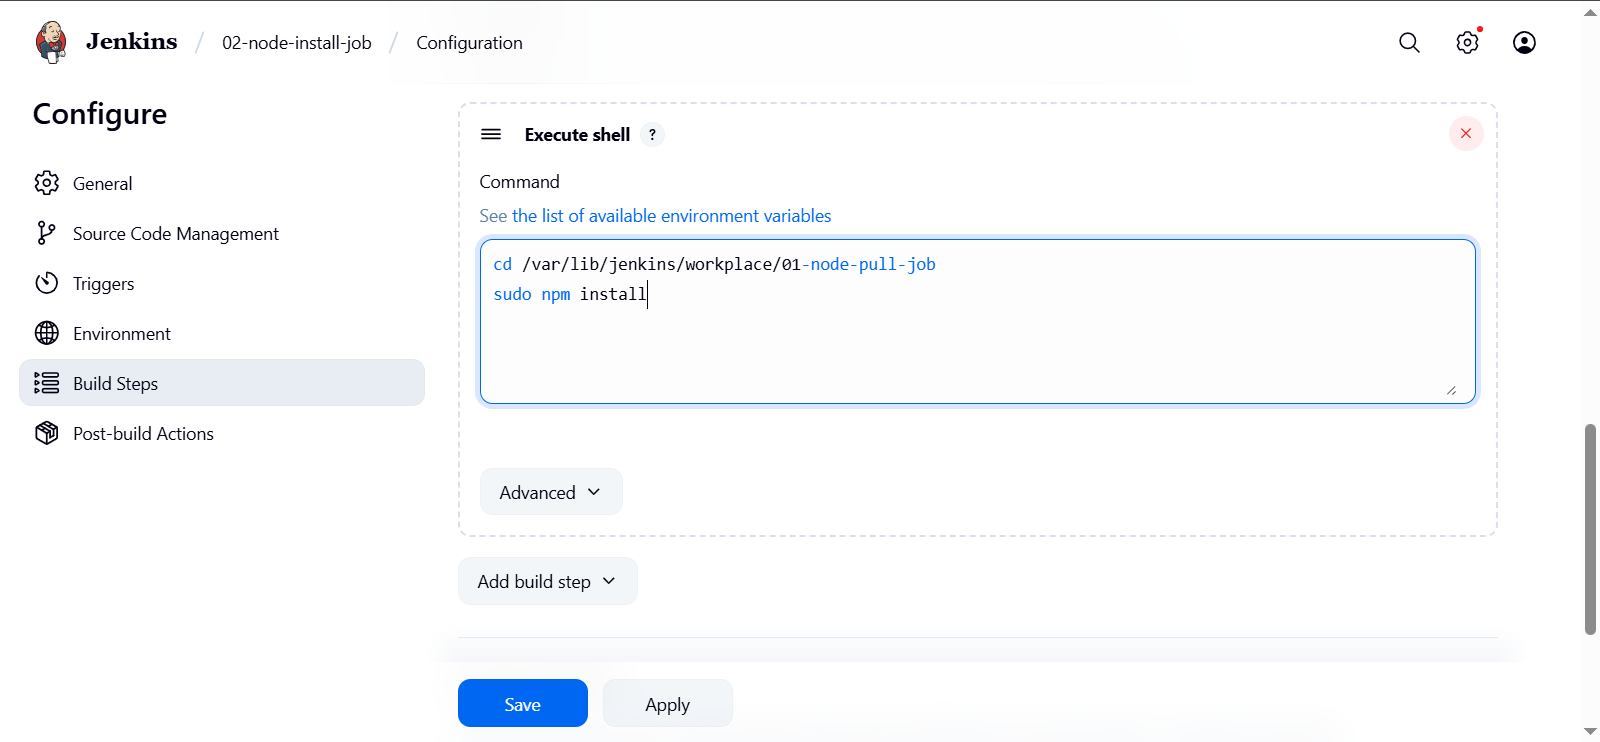 Jenkins / 02-node-install-job / Configuration
Configure
General
Source Code Management
Triggers
Environment
Build Steps
Post-build Actions
Execute shell ?
Command
See the list of available environment variables
cd /var/lib/jenkins/workplace/01-node-pull-job
sudo npm install
Advanced
Add build step
Save
Apply